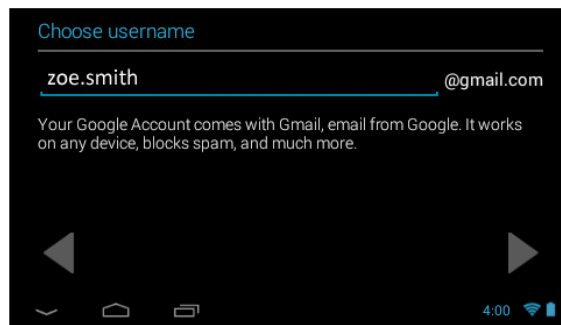 Choose username
zoe.smith @gmail.com
Your Google Account comes with Gmail, email from Google. It works
on any device, blocks spam, and much more.
4:00